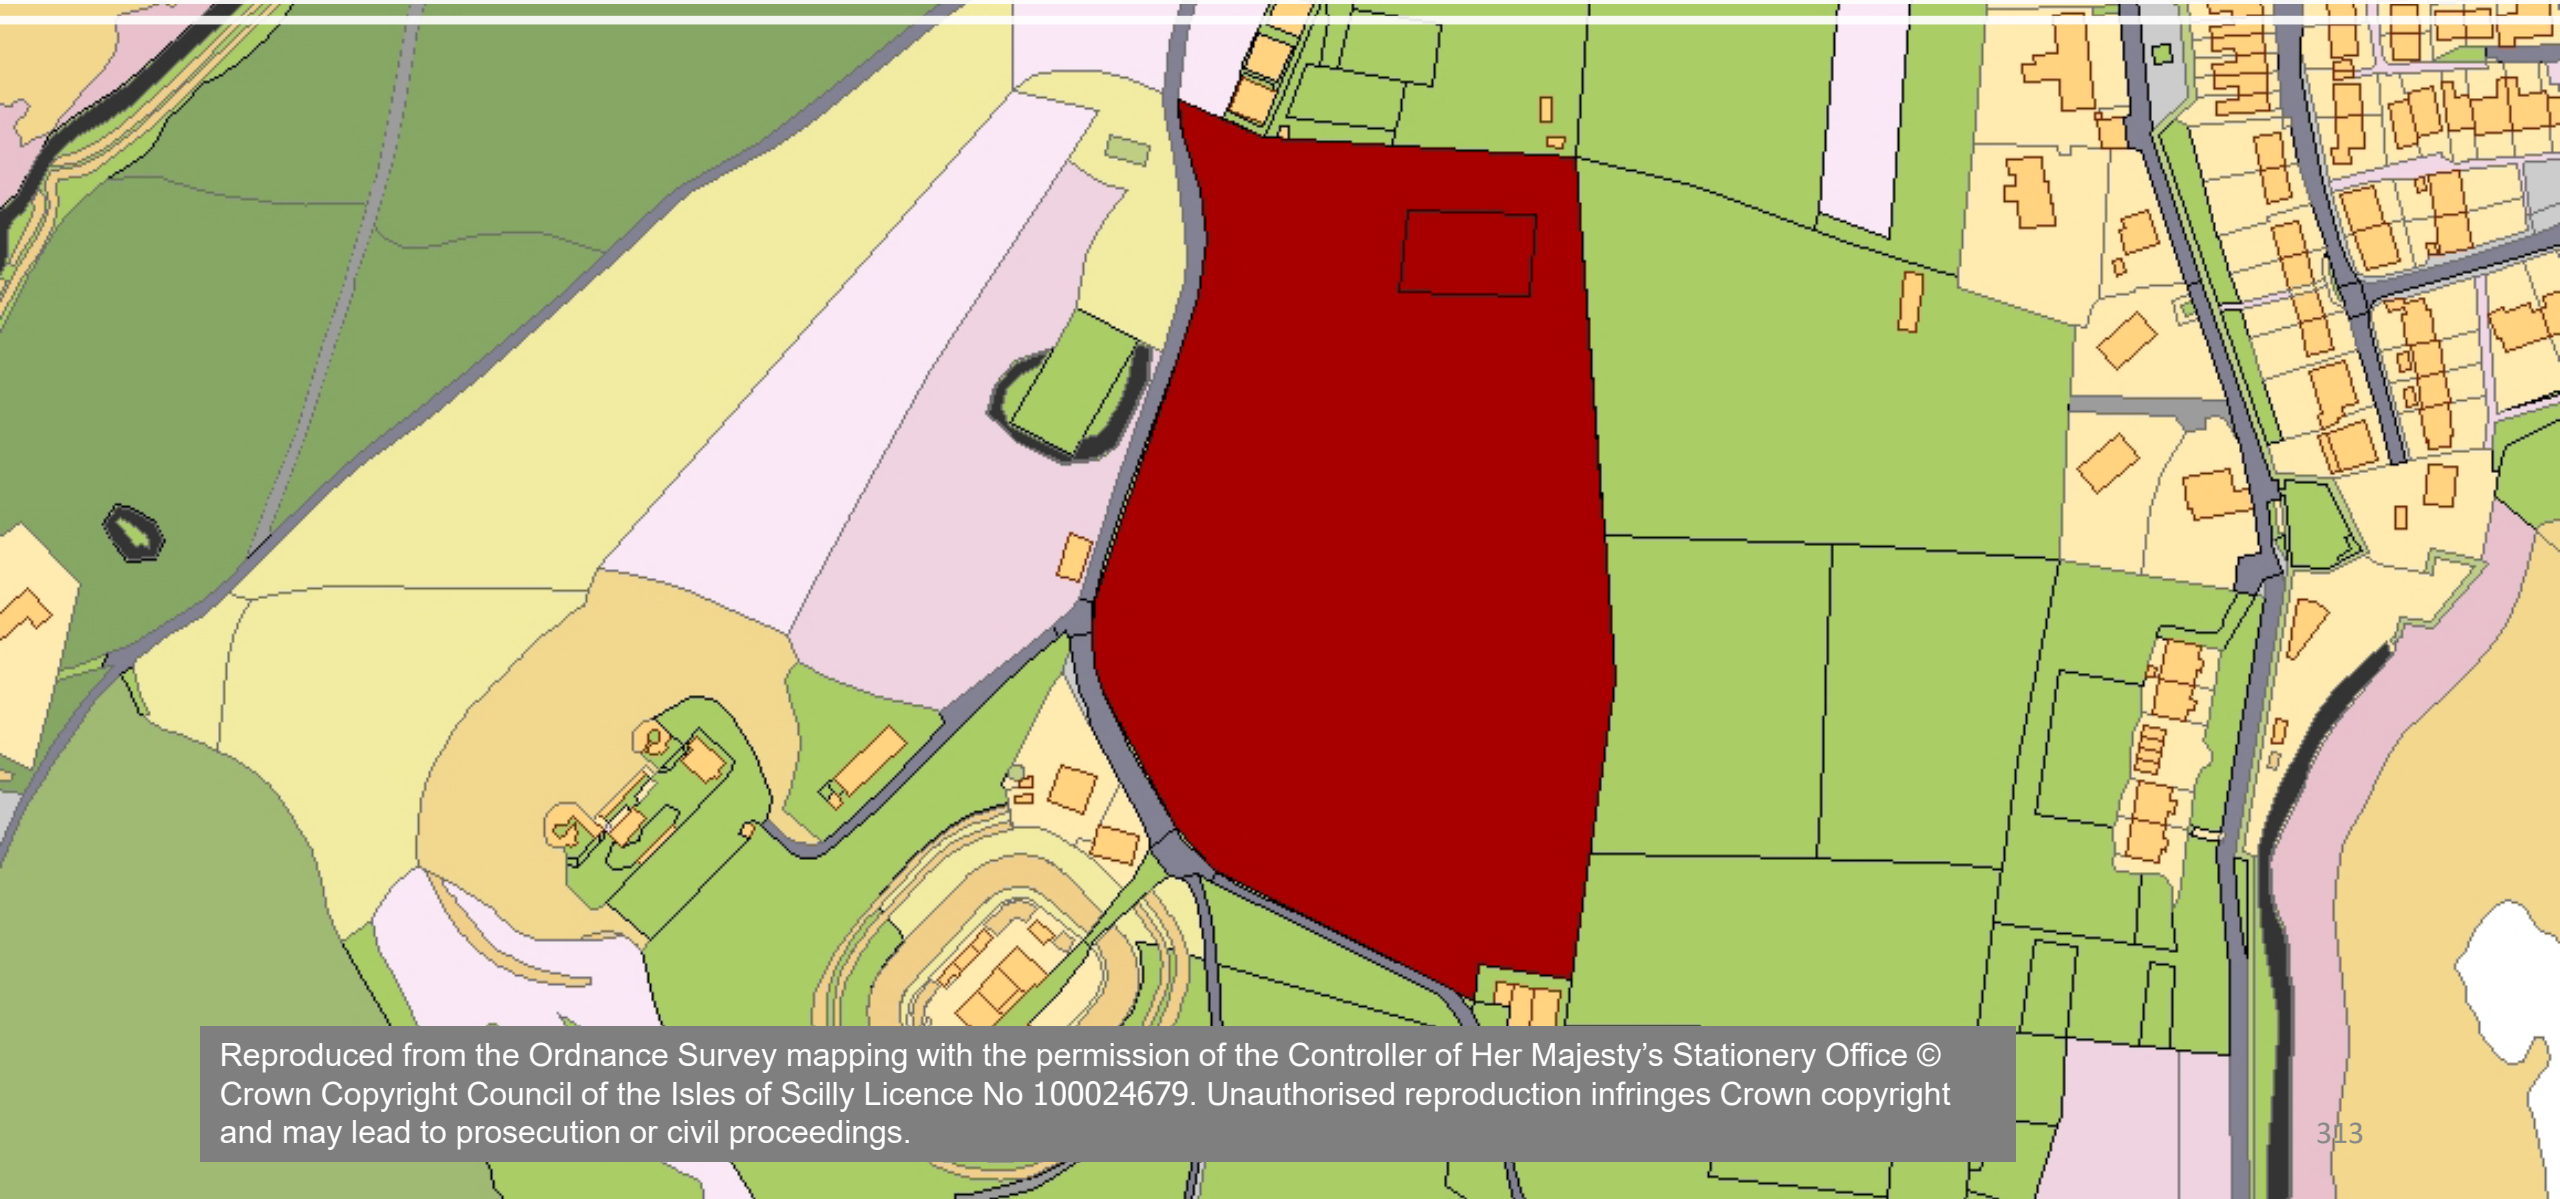 Reproduced from the Ordnance Survey mapping with the permission of the Controller of Her Majesty’s Stationery Office ©
Crown Copyright Council of the Isles of Scilly Licence No 100024679. Unauthorised reproduction infringes Crown copyright
and may lead to prosecution or civil proceedings.
313